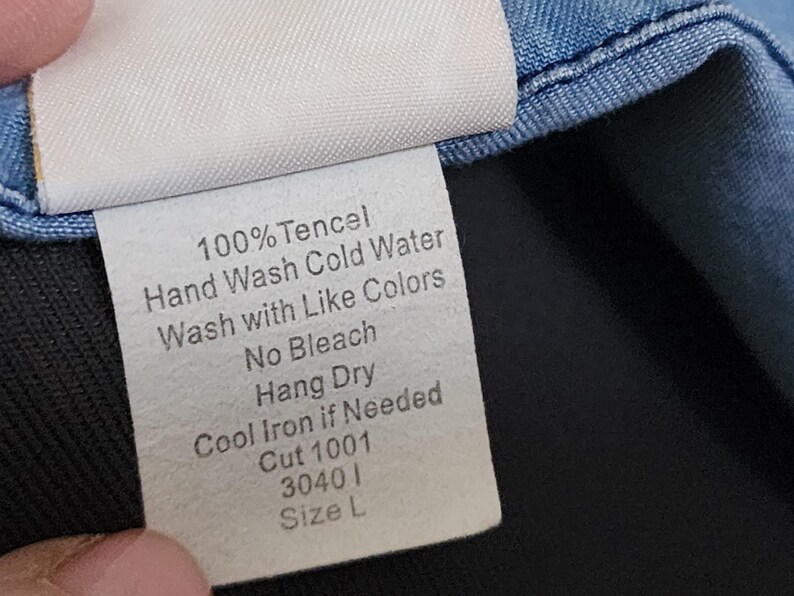 100% Tencel
Hand Wash Cold Water
Wash with Like Colors
No Bleach
Hang Dry
Cool Iron if Needed
Cut 1001
3040 I
Size L